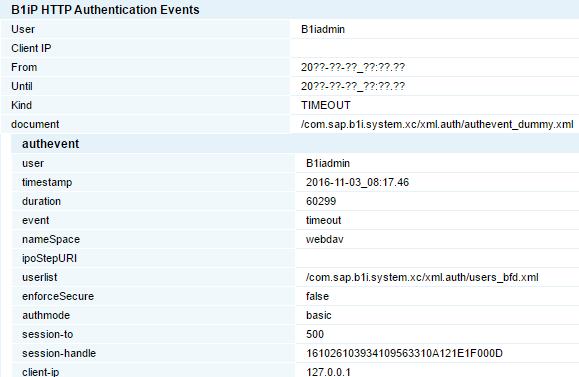 B1iP HTTP Authentication Events
User B1iadmin
Client IP
From 20??-??-??_??:??.??
Until 20??-??-??_??:??.??
Kind TIMEOUT
document /com.sap.b1i.system.xc/xml.auth/authevent_dummy.xml
authevent
user B1iadmin
timestamp 2016-11-03_08:17.46
duration 60299
event timeout
nameSpace webdav
ipoStepURI
userlist /com.sap.b1i.system.xc/xml.auth/users_bfd.xml
enforceSecure false
authmode basic
session-to 500
session-handle 161026103934109563310A121E1F000D
client-ip 127.0.0.1